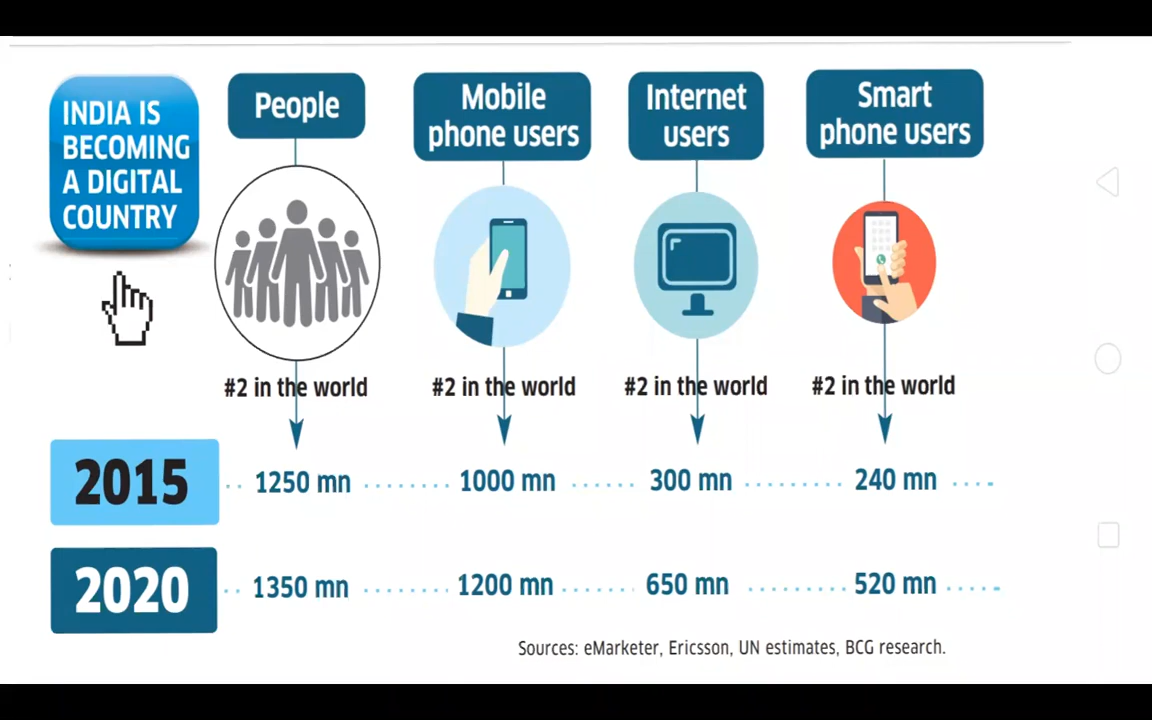 INDIA IS
BECOMING
A DIGITAL
COUNTRY
People
Mobile
phone users
Internet
users
Smart
phone users
#2 in the world
#2 in the world
#2 in the world
#2 in the world
2015
1250 mn
1000 mn
300 mn
240 mn
2020
1350 mn
1200 mn
650 mn
520 mn
Sources: eMarketer, Ericsson, UN estimates, BCG research.